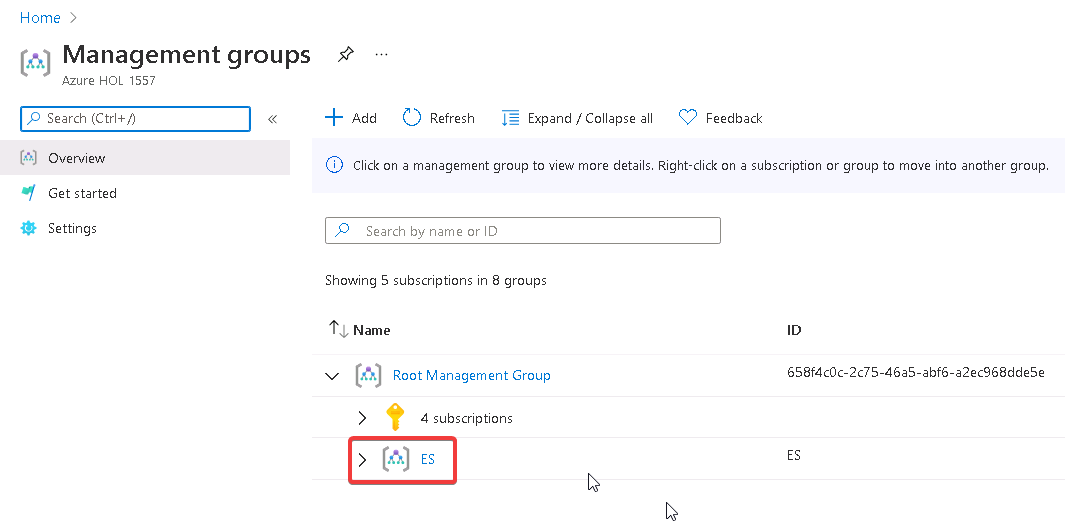 Home >
Management groups ...
Azure HOL 1557
Search (Ctrl+/) «
Overview
Get started
Settings
Add Refresh Expand / Collapse all Feedback
Click on a management group to view more details. Right-click on a subscription or group to move into another group.
Search by name or ID
Showing 5 subscriptions in 8 groups
Name ID
Root Management Group 658f4c0c-2c75-46a5-abf6-a2ec968dde5e
4 subscriptions
ES ES